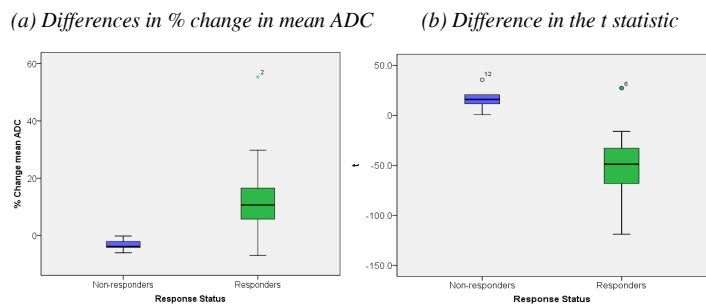 (a) Differences in % change in mean ADC
(b) Difference in the t statistic
% Change mean ADC
60
40
20
0
2
Non-responders
Responders
Response Status
t
50.0
.0
-50.0
-100.0
-150.0
12
6
Non-responders
Responders
Response Status